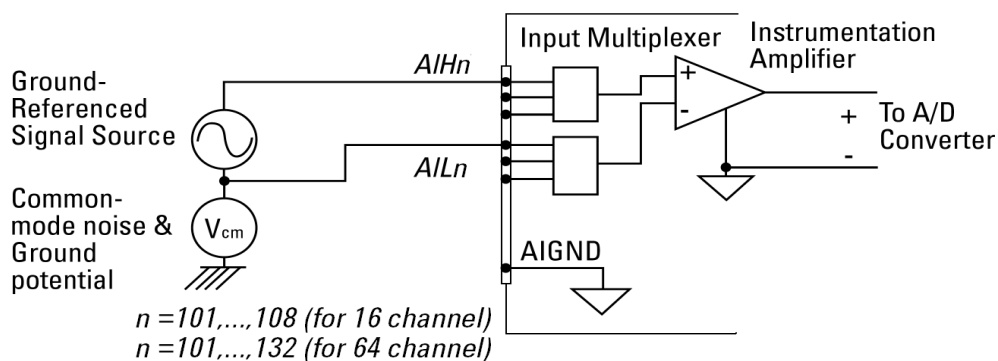 Input Multiplexer
Instrumentation
Amplifier
AIHn
Ground-
Referenced
Signal Source
+
-
+
-
To A/D
Converter
AILn
Common-
mode noise &
Ground
potential
Vcm
AIGND
n =101,...,108 (for 16 channel)
n =101,...,132 (for 64 channel)